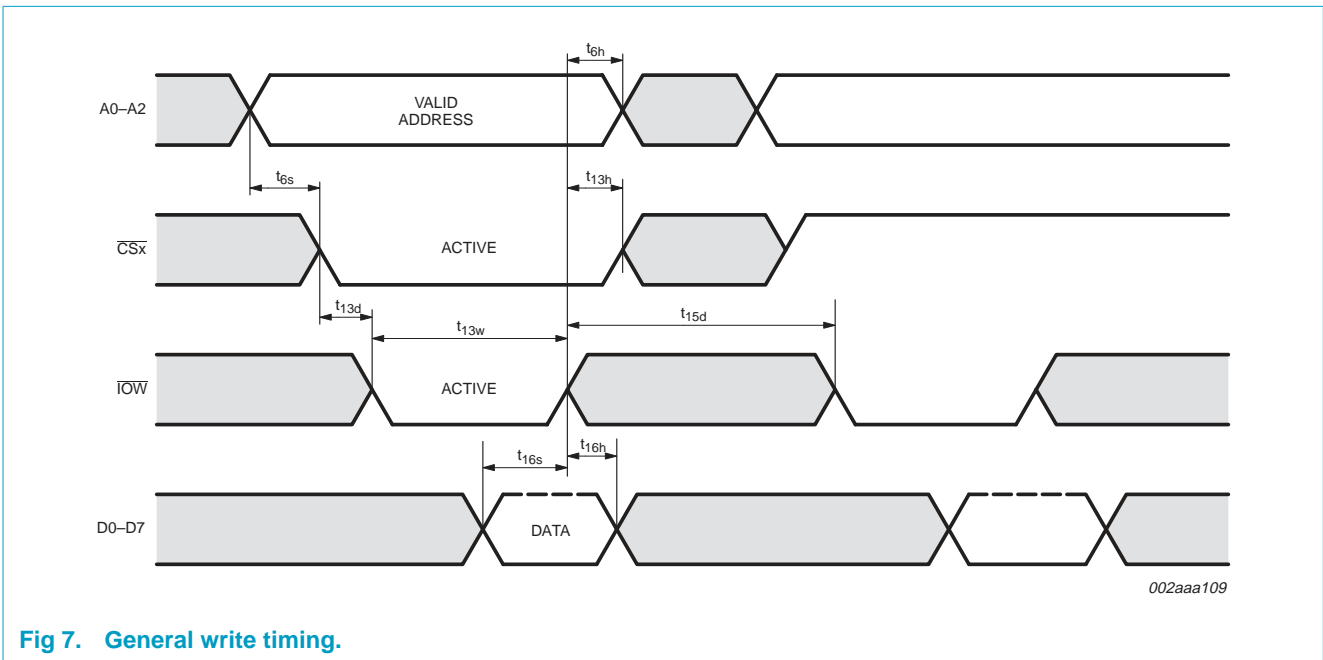 t6h
A0–A2
VALID
ADDRESS
t6s
t13h
CSx
ACTIVE
t13d
t13w
t15d
IOW
ACTIVE
t16s
t16h
D0–D7
DATA
002aaa109
Fig 7. General write timing.